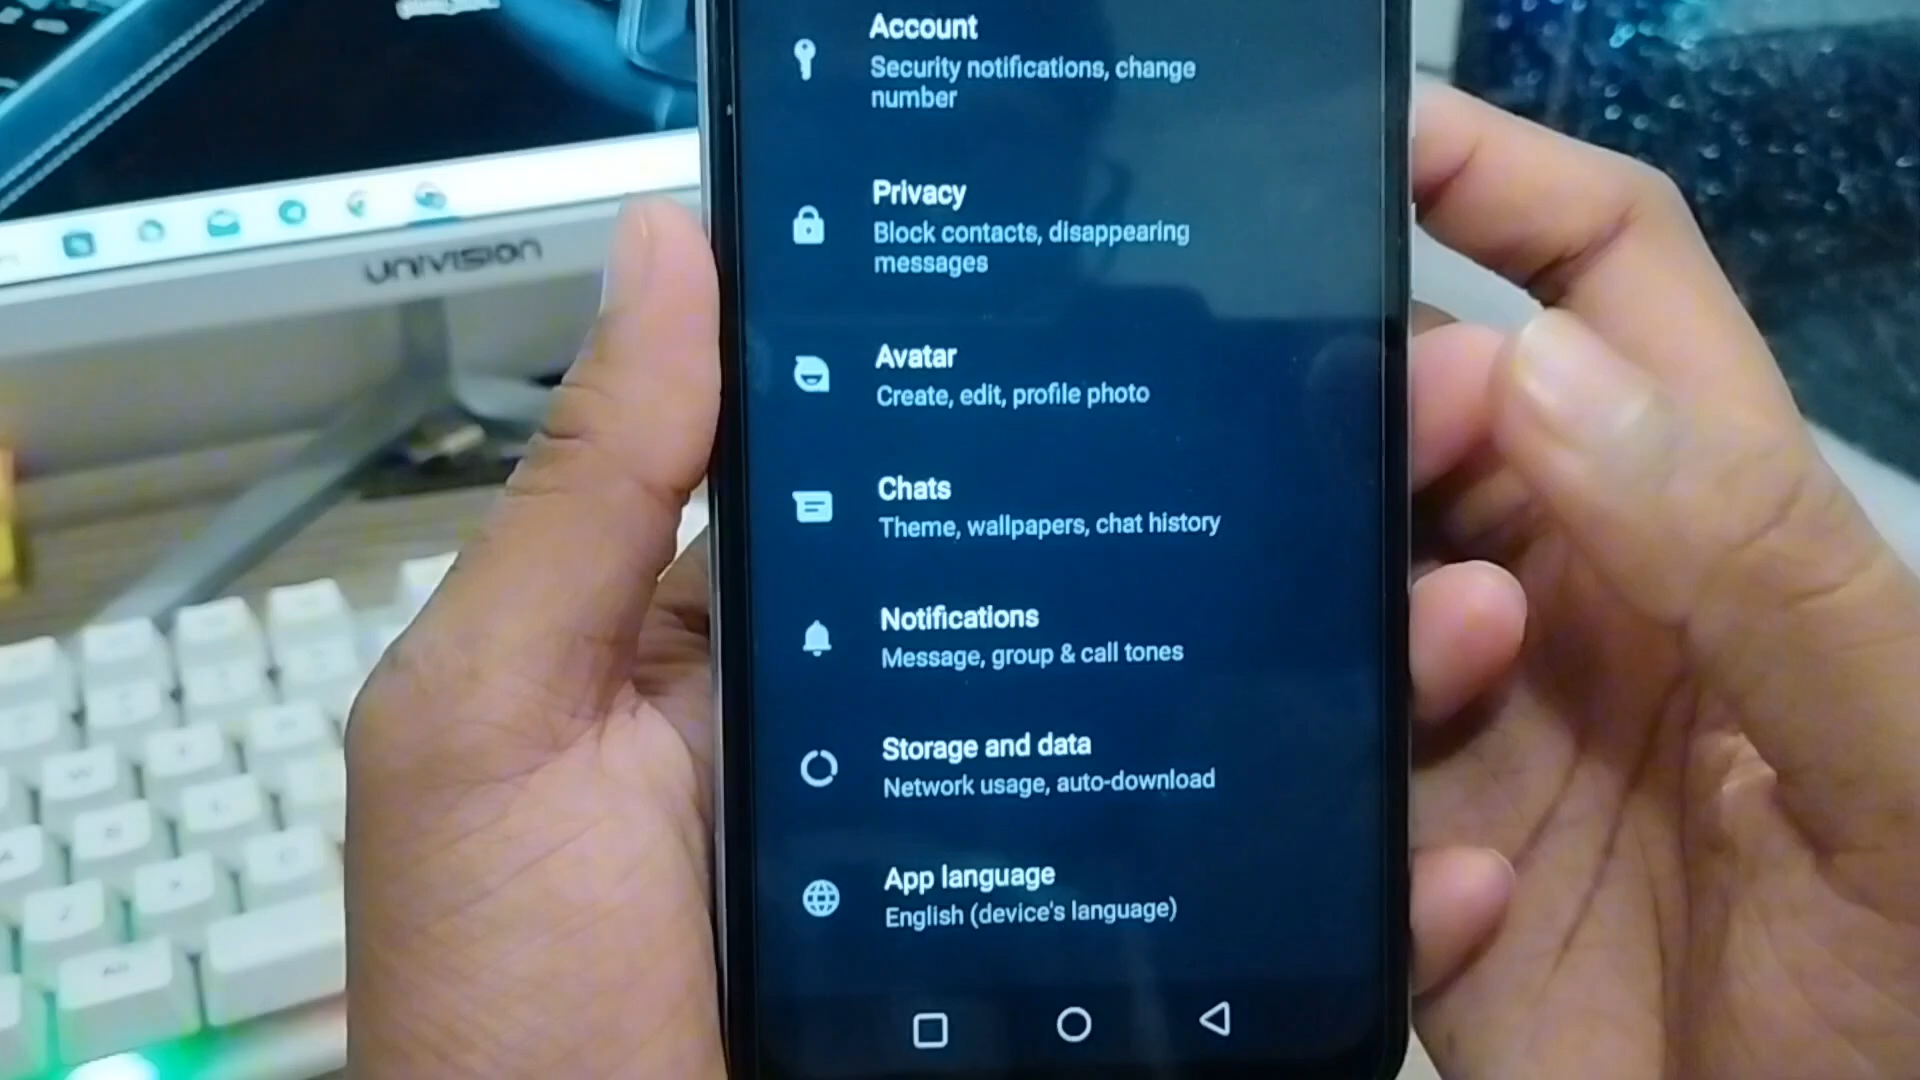 Account
Security notifications, change
number
Privacy
Block contacts, disappearing
messages
Avatar
Create, edit, profile photo
Chats
Theme, wallpapers, chat history
Notifications
Message, group & call tones
Storage and data
Network usage, auto-download
App language
English (device's language)
UNIVISION
W
A
Z
Alt